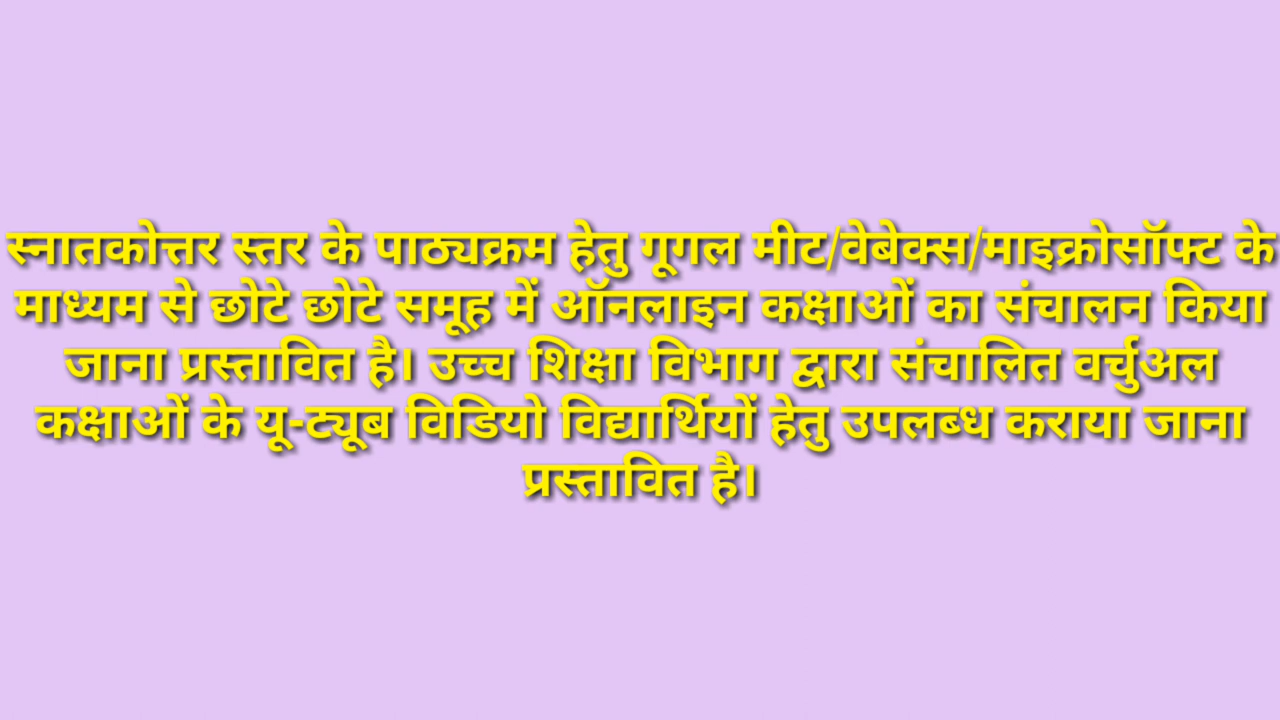 स्नातकोत्तर स्तर के पाठ्यक्रम हेतु गूगल मीट/वेबेक्स/माइक्रोसॉफ्ट के
माध्यम से छोटे छोटे समूह में ऑनलाइन कक्षाओं का संचालन किया
जाना प्रस्तावित है। उच्च शिक्षा विभाग द्वारा संचालित वर्चुअल
कक्षाओं के यू-ट्यूब विडियो विद्यार्थियों हेतु उपलब्ध कराया जाना
प्रस्तावित है।